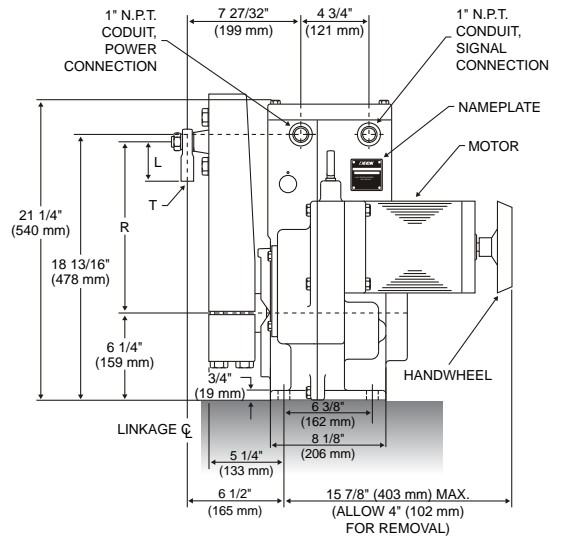 7 27/32"
(199 mm)
4 3/4"
(121 mm)
1" N.P.T.
CODUIT,
POWER
CONNECTION
1" N.P.T.
CONDUIT,
SIGNAL
CONNECTION
NAMEPLATE
MOTOR
L
T
R
21 1/4"
(540 mm)
18 13/16"
(478 mm)
6 1/4"
(159 mm)
3/4"
(19 mm)
HANDWHEEL
LINKAGE ℄
6 3/8"
(162 mm)
8 1/8"
(206 mm)
5 1/4"
(133 mm)
6 1/2"
(165 mm)
15 7/8" (403 mm) MAX.
(ALLOW 4" (102 mm)
FOR REMOVAL)